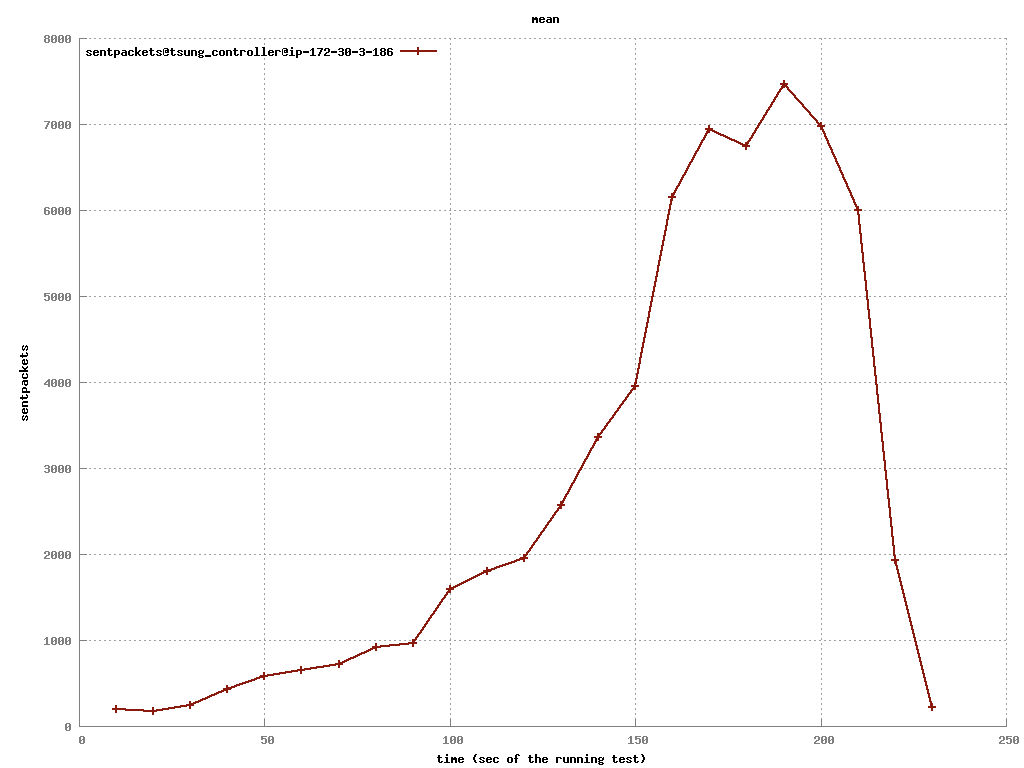 mean
8000
sentpackets@tsung_controller@ip-172-30-3-186
7000
6000
5000
sentpackets
4000
3000
2000
1000
0
0 50 100 150 200 250
time (sec of the running test)